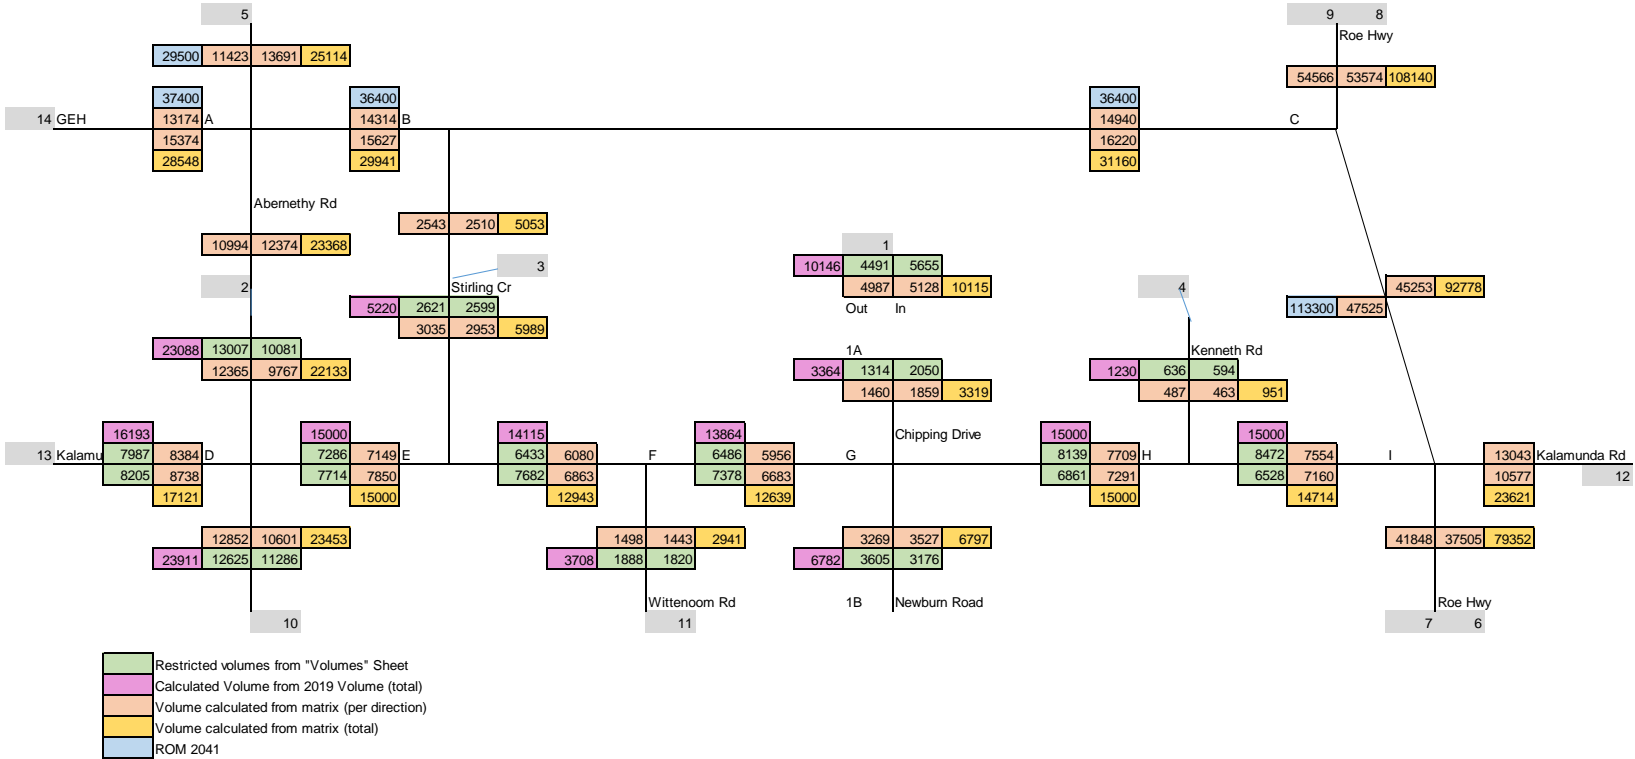 5 9 8
Roe Hwy
29500 11423 13691 25114
54566 53574 108140
37400 36400 36400
14 GEH 13174 A 14314 B 14940 C
15374 15627 16220
28548 29941 31160
Abernethy Rd
2543 2510 5053
10994 12374 23368
1
10146 4491 5655
3
4987 5128 10115
45253 92778
2 Stirling Cr 4
5220 2621 2599 Out In 113300 47525
3035 2953 5989
23088 13007 10081 1A Kenneth Rd
12365 9767 22133
3364 1314 2050 1230 636 594
1460 1859 3319 487 463 951
16193 15000 14115 13864 Chipping Drive 15000 15000
13 Kalamu 7987 8384 D 7286 7149 E 6433 6080 F 6486 5956 G 8139 7709 H 8472 7554 I 13043 Kalamunda Rd
8205 8738 7714 7850 7682 6863 7378 6683 6861 7291 6528 7160 10577 12
17121 15000 12943 12639 15000 14714 23621
12852 10601 23453 1498 1443 2941 3269 3527 6797 41848 37505 79352
23911 12625 11286 3708 1888 1820 6782 3605 3176
Wittenoom Rd 1B Newburn Road Roe Hwy
10 11 7 6
Restricted volumes from "Volumes" Sheet
Calculated Volume from 2019 Volume (total)
Volume calculated from matrix (per direction)
Volume calculated from matrix (total)
ROM 2041